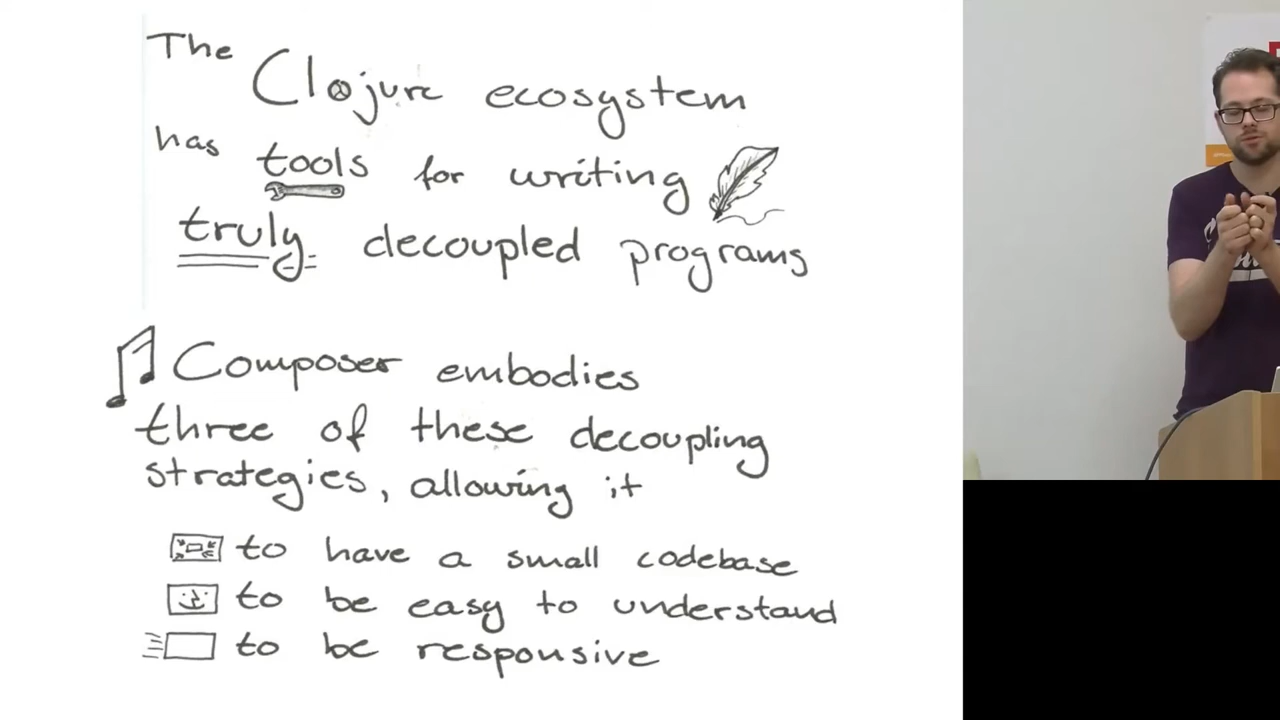 The Clojure ecosystem
has tools for writing
truly decoupled programs
Composer embodies
three of these decoupling
strategies, allowing it
to have a small codebase
to be easy to understand
to be responsive